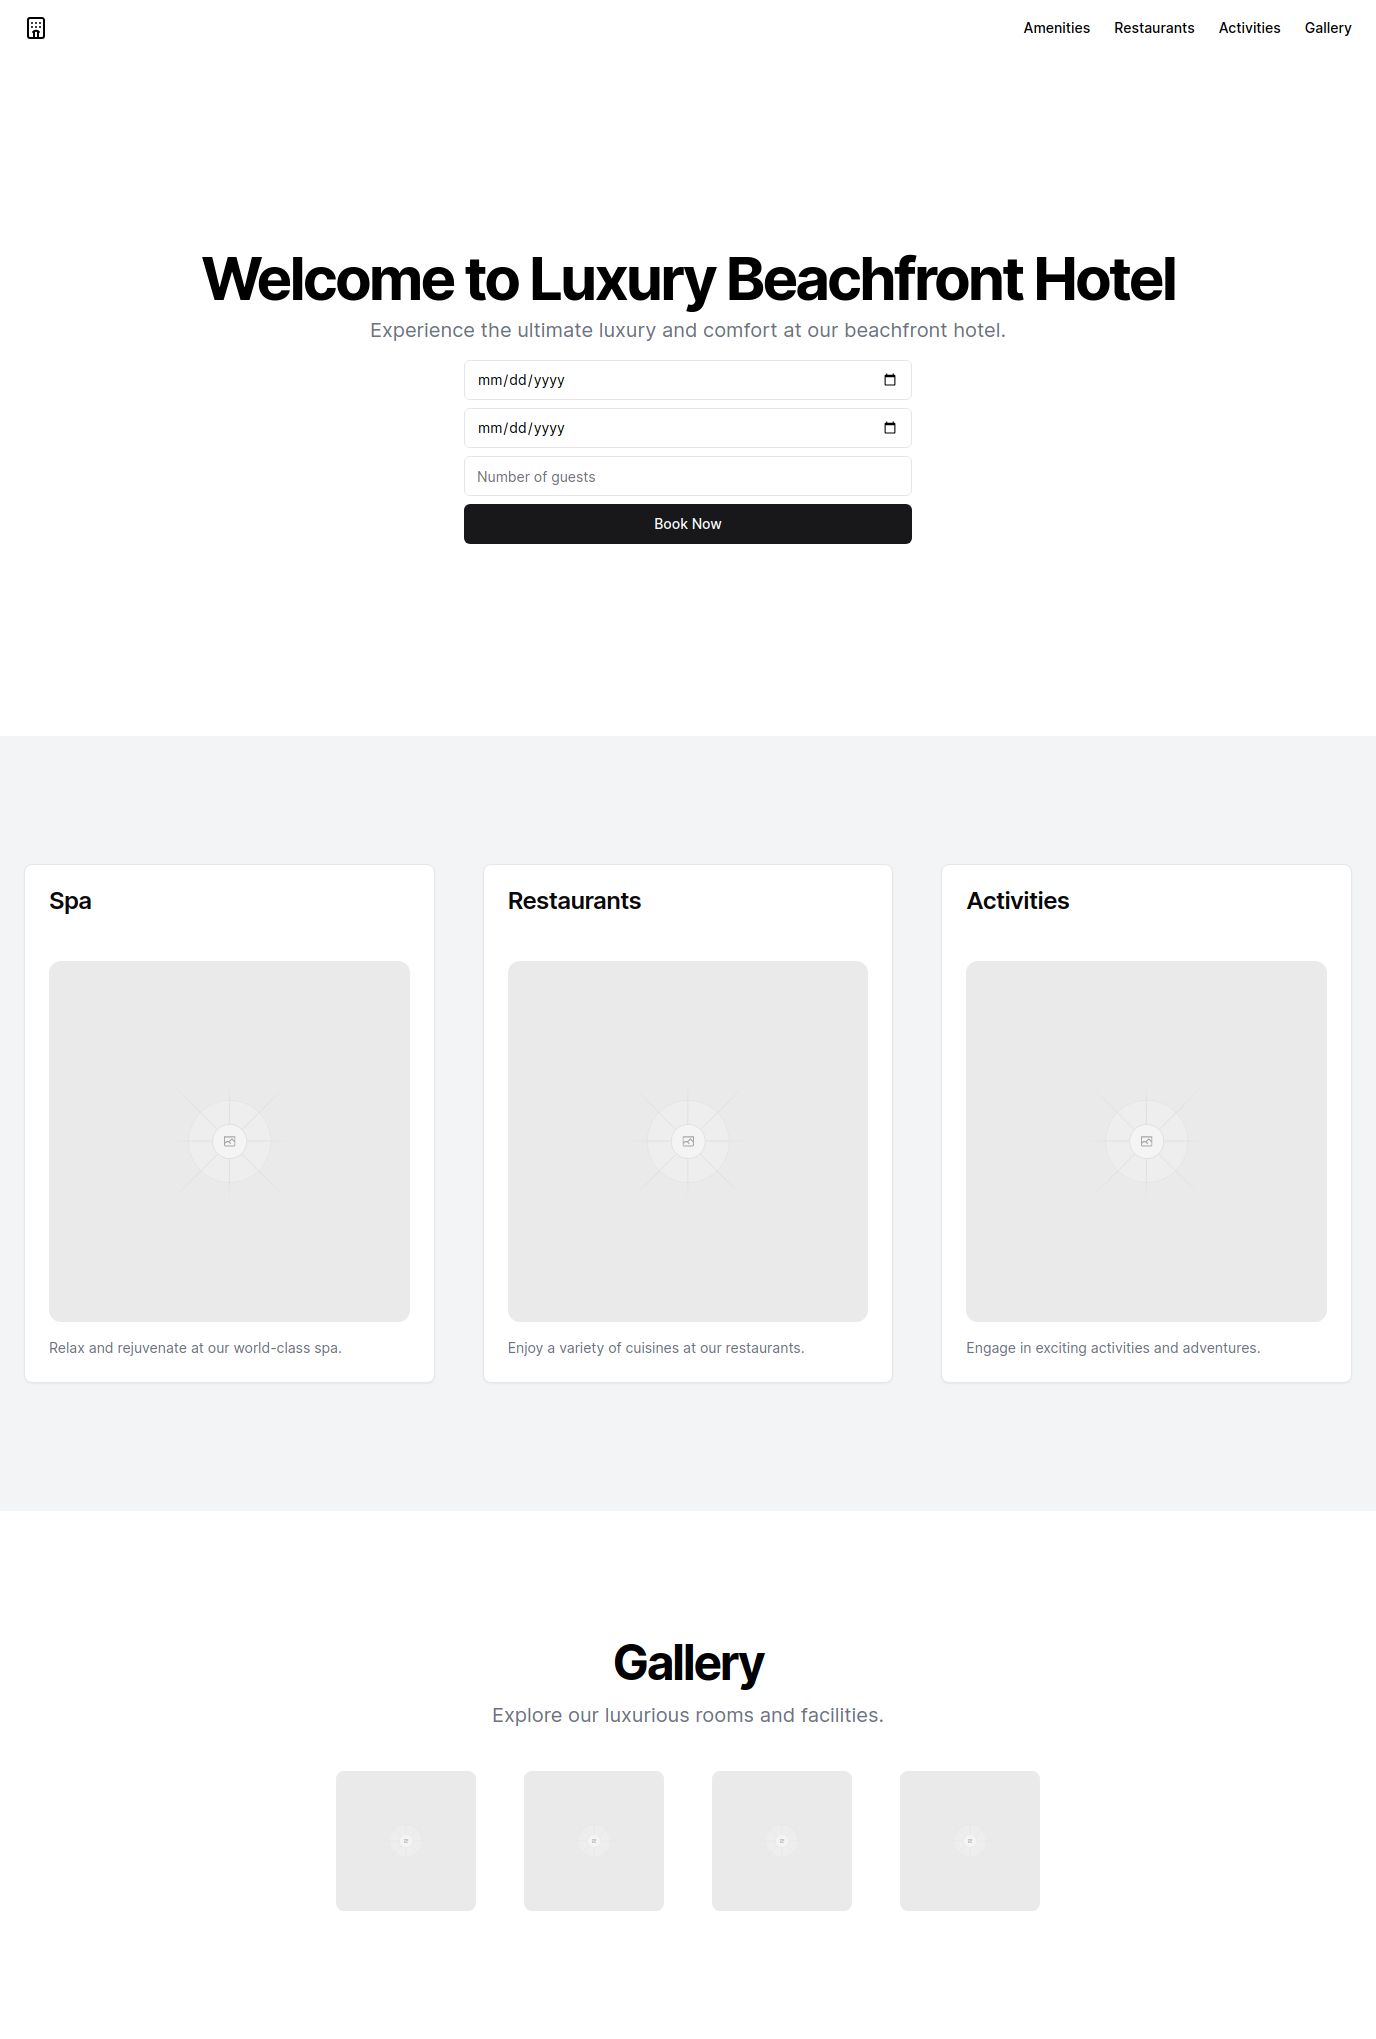 Amenities Restaurants Activities Gallery
Welcome to Luxury Beachfront Hotel
Experience the ultimate luxury and comfort at our beachfront hotel.
mm/dd/yyyy
mm/dd/yyyy
Number of guests
Book Now
Spa
Relax and rejuvenate at our world-class spa.
Restaurants
Enjoy a variety of cuisines at our restaurants.
Activities
Engage in exciting activities and adventures.
Gallery
Explore our luxurious rooms and facilities.